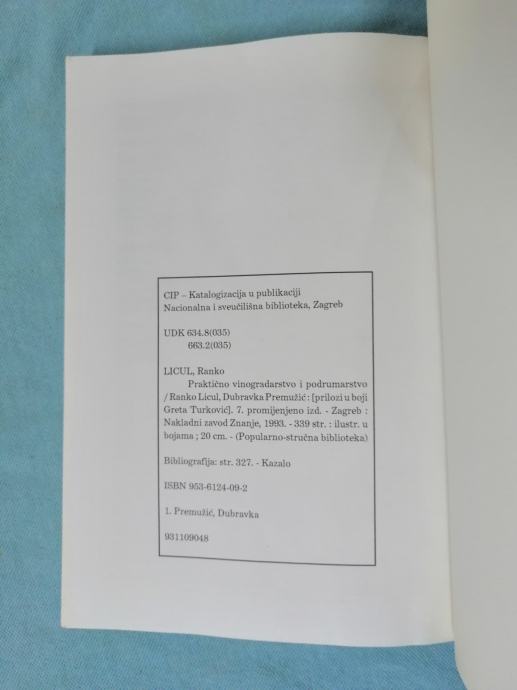 CIP – Katalogizacija u publikaciji
Nacionalna i sveučilišna biblioteka, Zagreb
UDK 634.8(035)
663.2(035)
LICUL, Ranko
Praktično vinogradarstvo i podrumarstvo
/ Ranko Licul, Dubravka Premužić : [prilozi u boji
Greta Turković]. 7. promijenjeno izd. - Zagreb :
Nakladni zavod Znanje, 1993. - 339 str. : ilustr. u
bojama ; 20 cm. - (Popularno-stručna biblioteka)
Bibliografija: str. 327. - Kazalo
ISBN 953-6124-09-2
1. Premužić, Dubravka
931109048